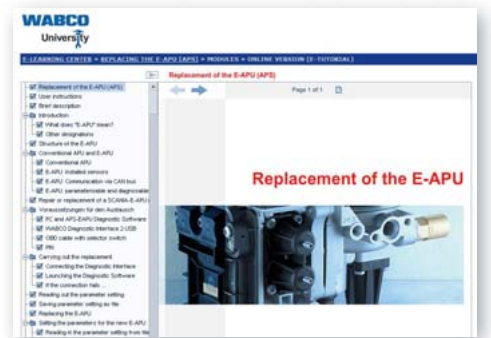 WABCO
University
E-LEARNING CENTER » REPLACING THE E-APU (APS) » MODULES » ONLINE VERSION (E-TUTORIAL)
Replacement of the E-APU (APS)
Page 1 of 1
Replacement of the E-APU (APS)
User instructions
Brief description
Introduction
What does "E-APU" mean?
Other designations
Structure of the E-APU
Conventional APU and E-APU
Conventional APU
E-APU: installed sensors
E-APU: Communication via CAN bus
E-APU: parameterizable and diagnosable
Repair or replacement of a SCANIA-E-APU
Voraussetzungen für den Austausch
PC and APS-EAPU Diagnostic Software
WABCO Diagnostic Interface 2 USB
OBD cable with selector switch
PIN
Carrying out the replacement
Connecting the Diagnostic Interface
Launching the Diagnostic Software
If the connection fails ...
Reading out the parameter setting
Saving parameter setting as file
Replacing the E-APU
Setting the parameters for the new E-APU
Reading in the parameter setting from file
Replacement of the E-APU